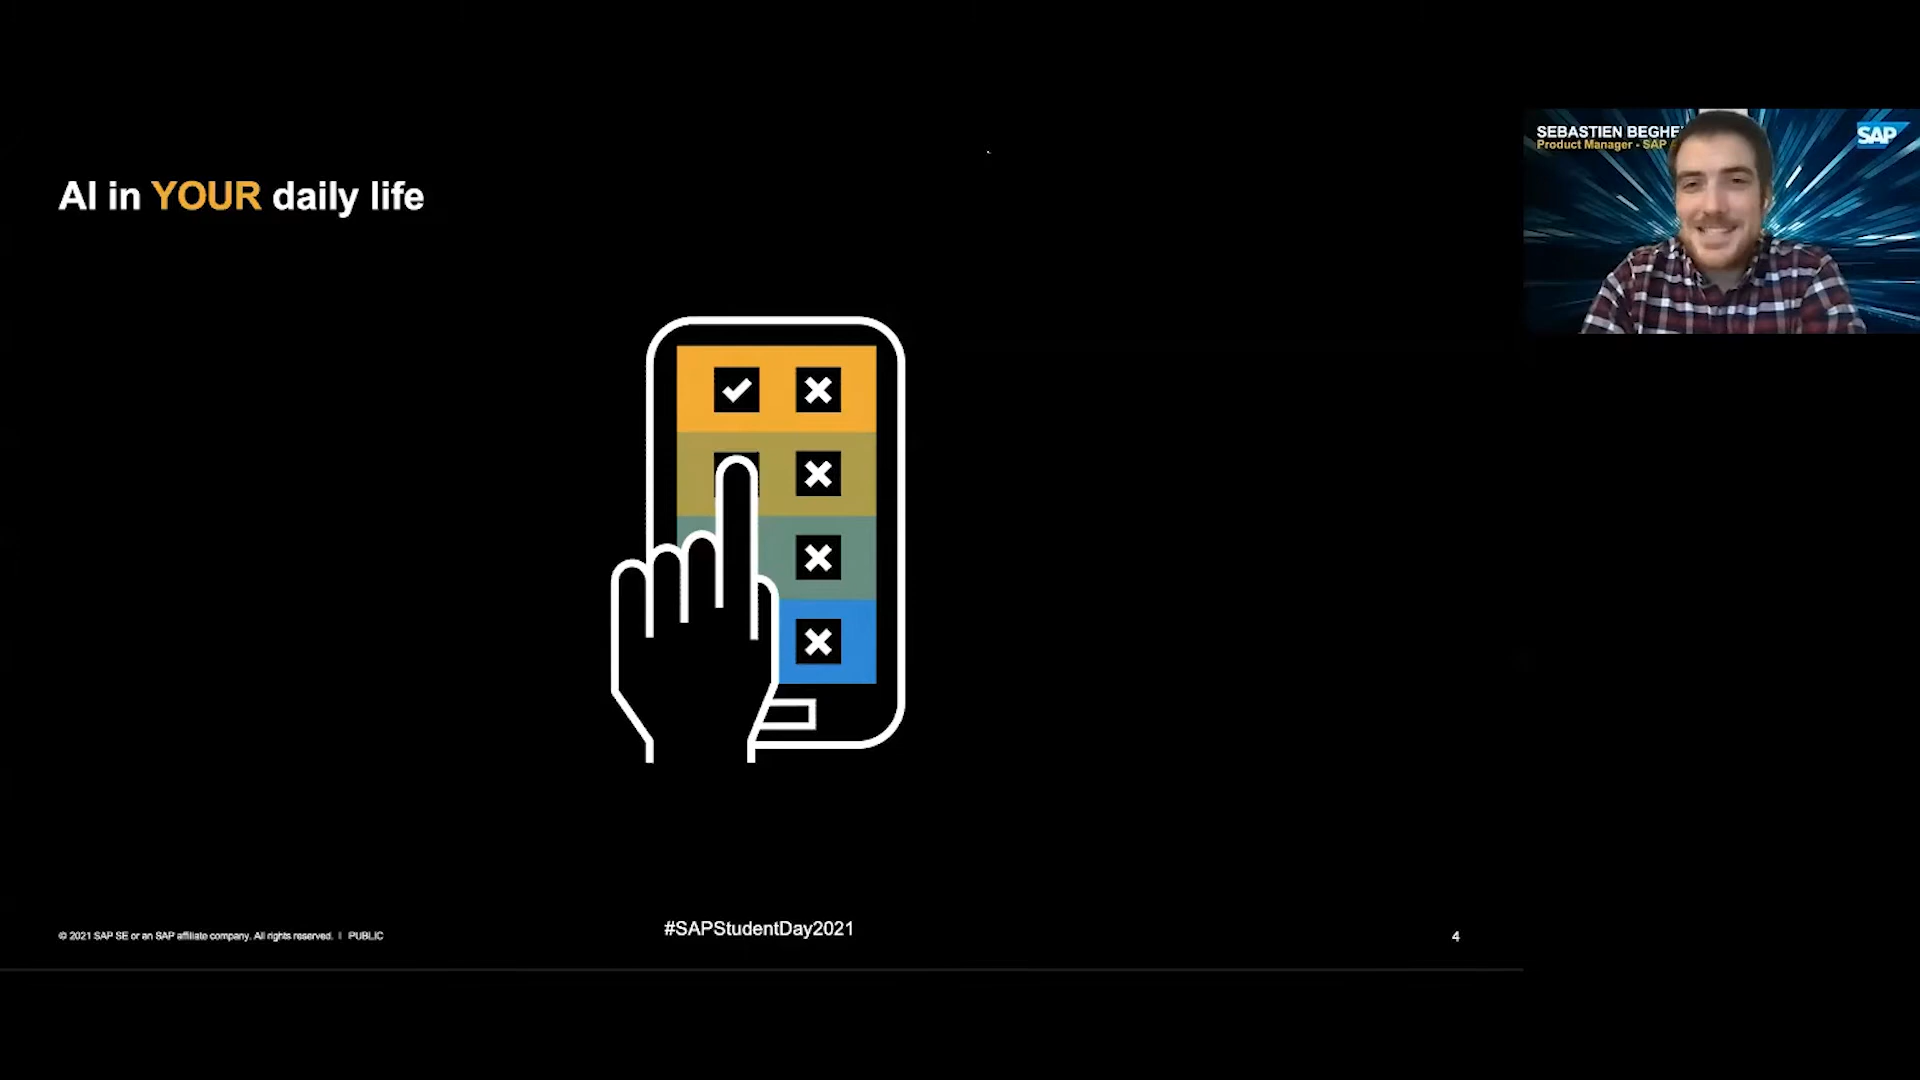 AI in YOUR daily life
SEBASTIEN
Product Manager - SAP
SAP
© 2021 SAP SE or an SAP affiliate company. All rights reserved. I PUBLIC
#SAPStudentDay2021
4